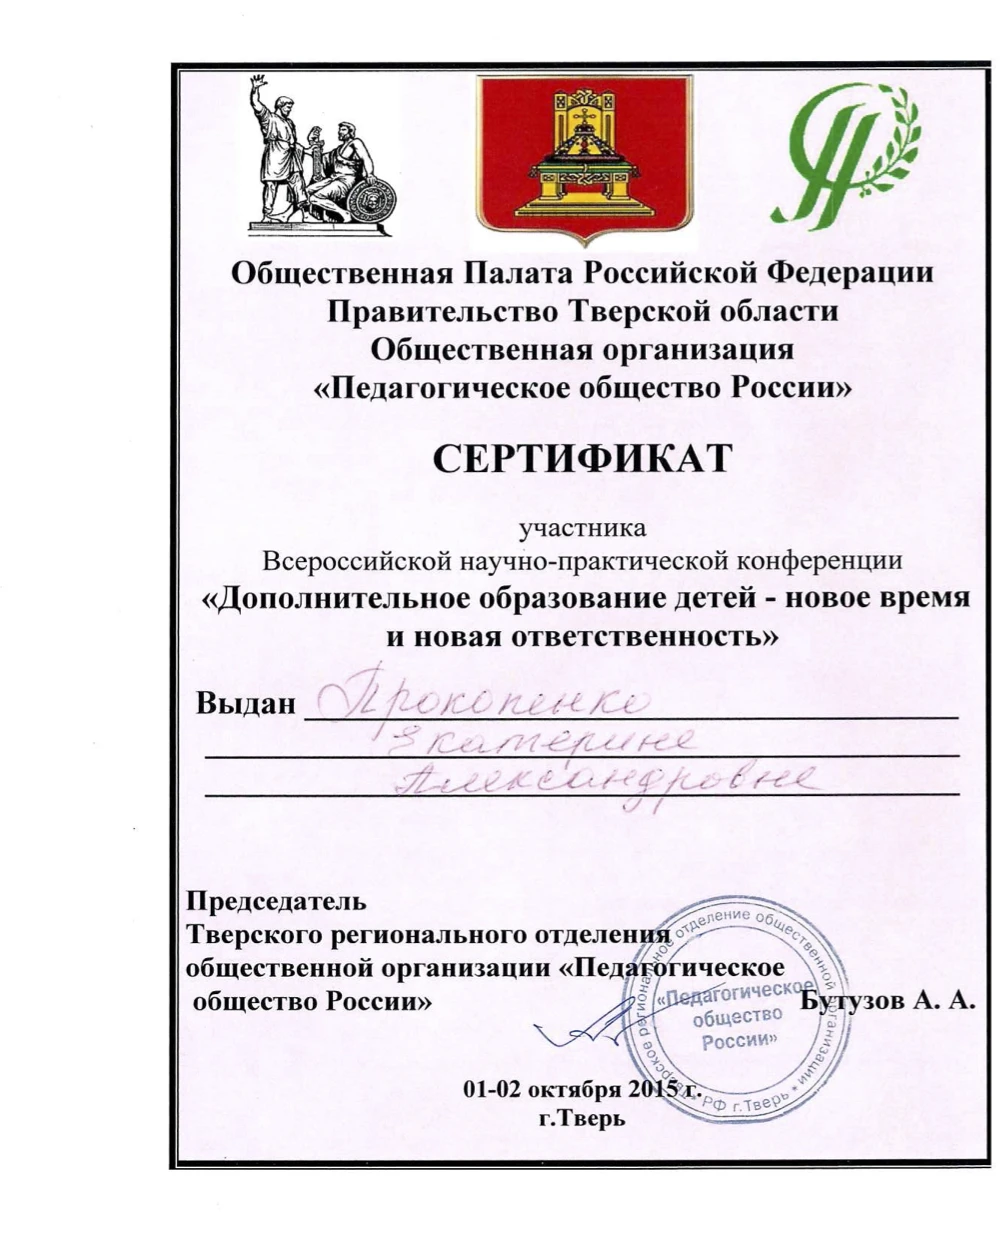 Общественная Палата Российской Федерации
Правительство Тверской области
Общественная организация
«Педагогическое общество России»
СЕРТИФИКАТ
участника
Всероссийской научно-практической конференции
«Дополнительное образование детей - новое время
и новая ответственность»
Выдан Прокопенко
Екатерине
Александровне
Председатель
Тверского регионального отделения
общественной организации «Педагогическое
общество России»
Бутузов А. А.
Тверское региональное отделение общественной организации * РФ г.Тверь *
«Педагогическое
общество
России»
01-02 октября 2015 г.
г.Тверь